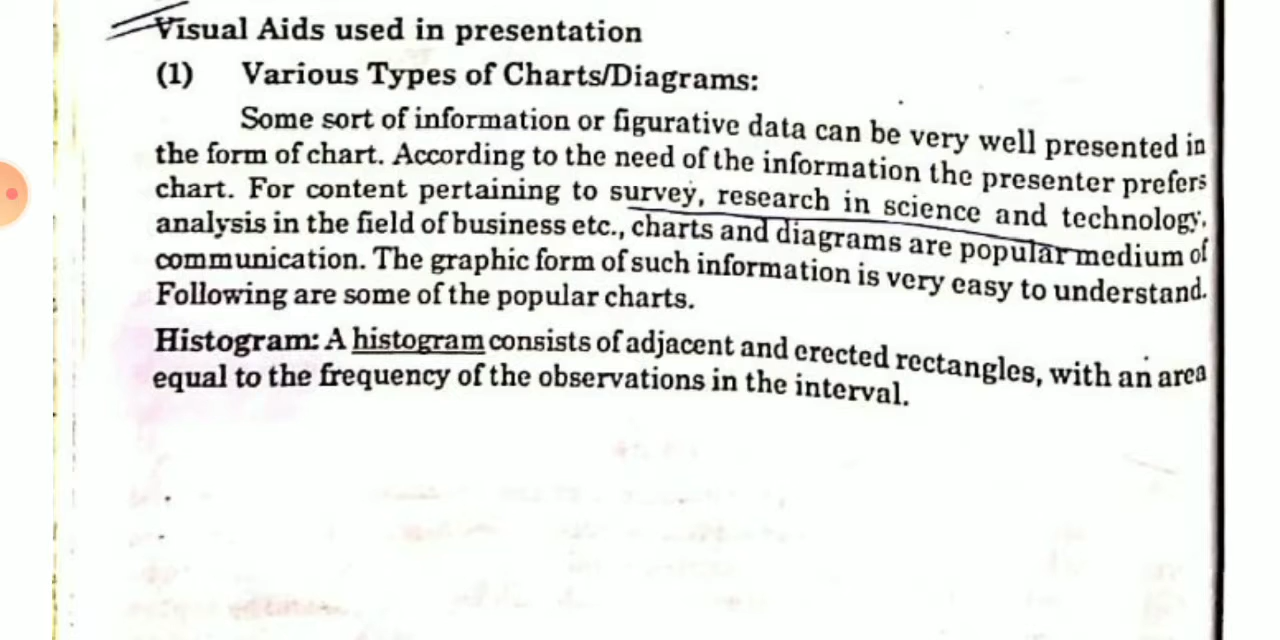 Visual Aids used in presentation
(1) Various Types of Charts/Diagrams:
Some sort of information or figurative data can be very well presented in
the form of chart. According to the need of the information the presenter prefers
chart. For content pertaining to survey, research in science and technology,
analysis in the field of business etc., charts and diagrams are popular medium of
communication. The graphic form of such information is very easy to understand.
Following are some of the popular charts.
Histogram: A histogram consists of adjacent and erected rectangles, with an area
equal to the frequency of the observations in the interval.